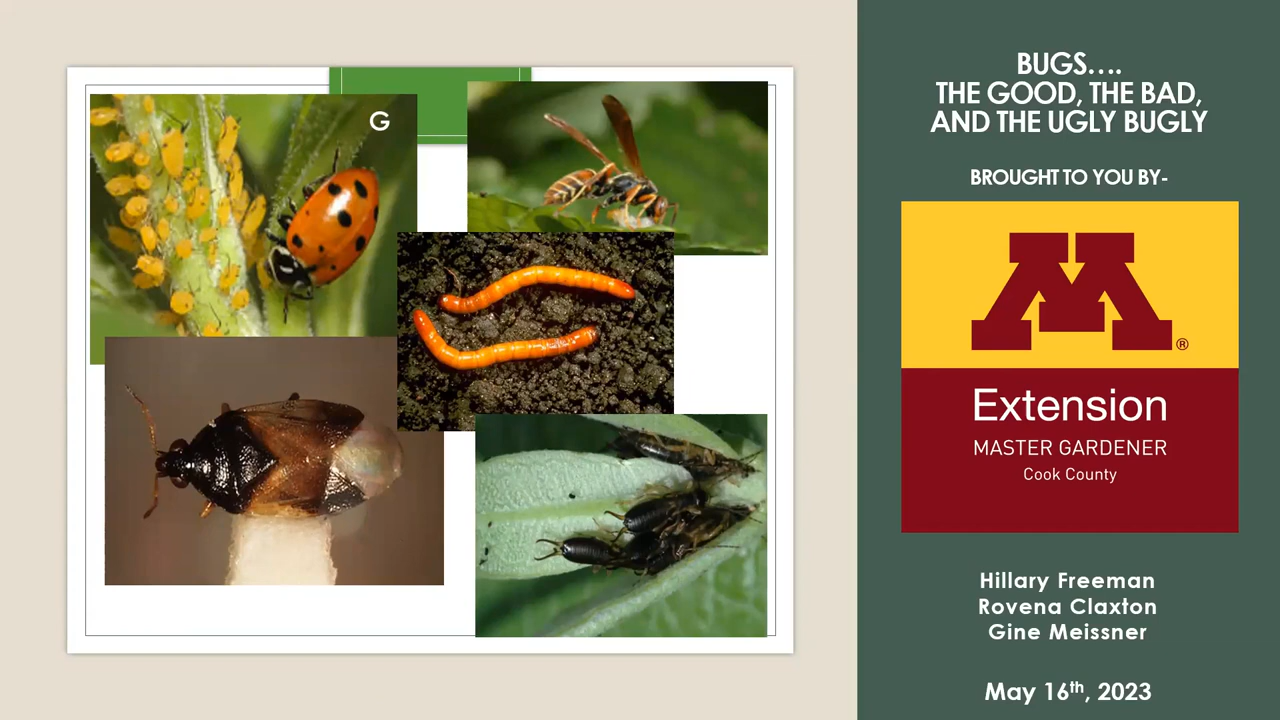 G
BUGS….
THE GOOD, THE BAD,
AND THE UGLY BUGLY
BROUGHT TO YOU BY-
M®
Extension
MASTER GARDENER
Cook County
Hillary Freeman
Rovena Claxton
Gine Meissner
May 16th, 2023